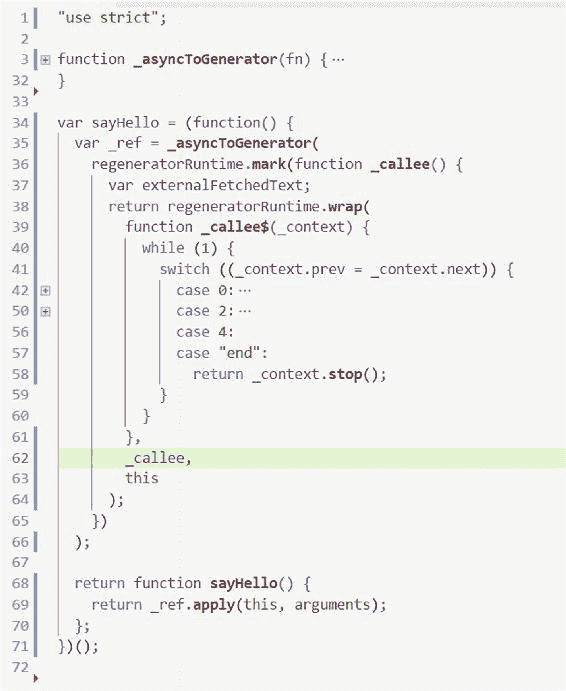 1 "use strict";
2
3 function _asyncToGenerator(fn) {⋯
32 }
33
34 var sayHello = (function() {
35 var _ref = _asyncToGenerator(
36 regeneratorRuntime.mark(function _callee() {
37 var externalFetchedText;
38 return regeneratorRuntime.wrap(
39 function _callee$(_context) {
40 while (1) {
41 switch ((_context.prev = _context.next)) {
42 case 0:⋯
50 case 2:⋯
56 case 4:
57 case "end":
58 return _context.stop();
59 }
60 }
61 },
62 _callee,
63 this
64 );
65 })
66 );
67
68 return function sayHello() {
69 return _ref.apply(this, arguments);
70 };
71 })();
72